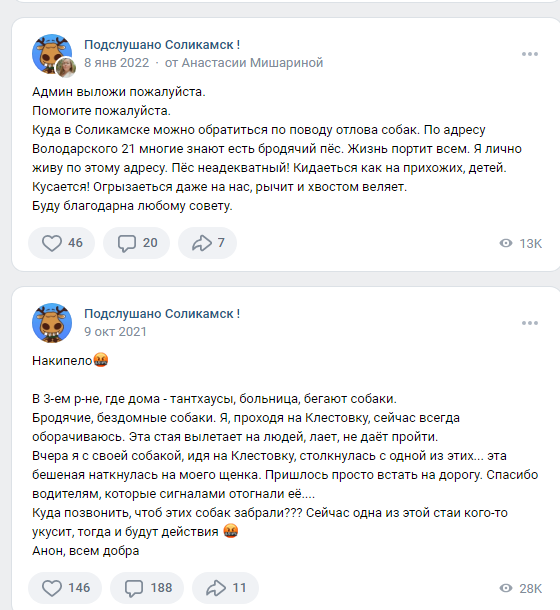 Подслушано Соликамск !
8 янв 2022 · от Анастасии Мишариной
Админ выложи пожалуйста.
Помогите пожалуйста.
Куда в Соликамске можно обратиться по поводу отлова собак. По адресу
Володарского 21 многие знают есть бродячий пёс. Жизнь портит всем. Я лично
живу по этому адресу. Пёс неадекватный! Кидаеться как на прихожих, детей.
Кусается! Огрызаеться даже на нас, рычит и хвостом веляет.
Буду благодарна любому совету.
46 20 7 13K
Подслушано Соликамск !
9 окт 2021
Накипело🤬
В 3-ем р-не, где дома - тантхаусы, больница, бегают собаки.
Бродячие, бездомные собаки. Я, проходя на Клестовку, сейчас всегда
оборачиваюсь. Эта стая вылетает на людей, лает, не даёт пройти.
Вчера я с своей собакой, идя на Клестовку, столкнулась с одной из этих... эта
бешеная наткнулась на моего щенка. Пришлось просто встать на дорогу. Спасибо
водителям, которые сигналами отогнали её....
Куда позвонить, чтоб этих собак забрали??? Сейчас одна из этой стаи кого-то
укусит, тогда и будут действия 🤬
Анон, всем добра
146 188 11 28K